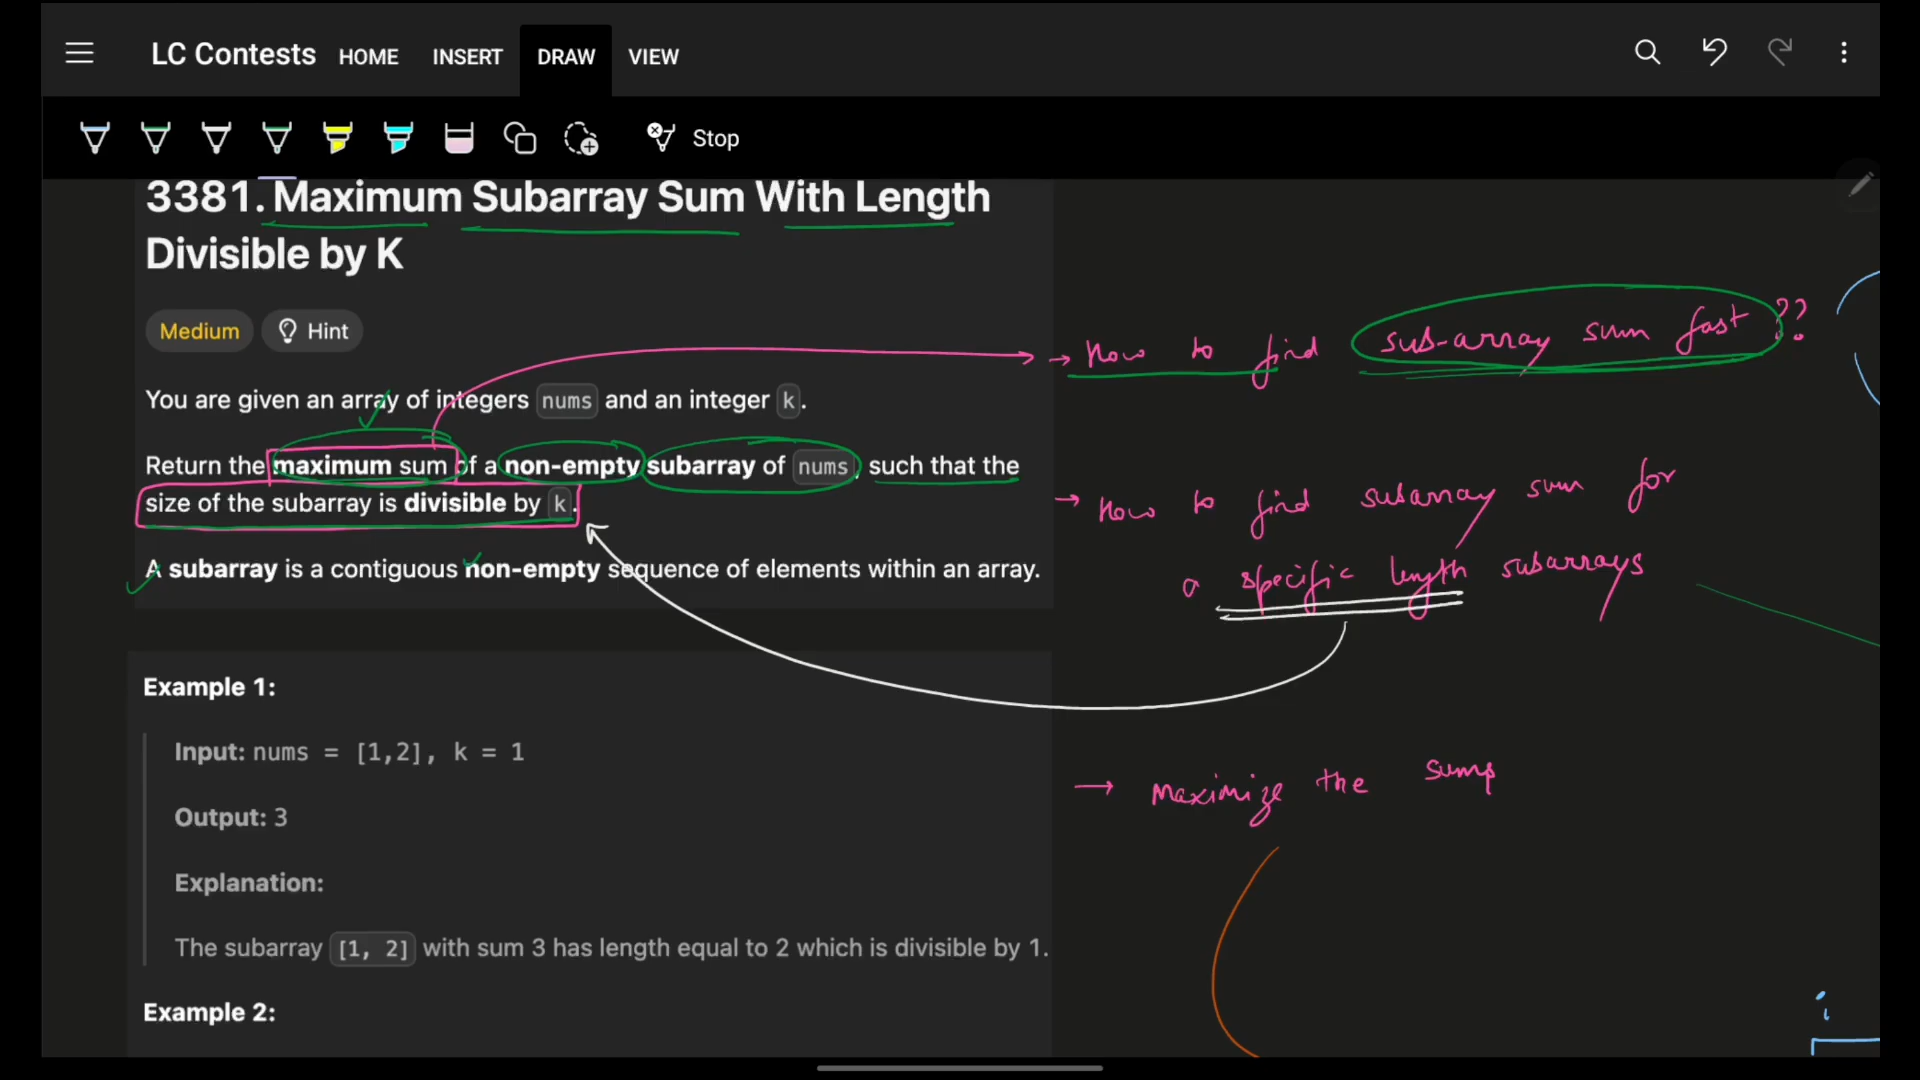 LC Contests HOME INSERT DRAW VIEW
Stop
3381. Maximum Subarray Sum With Length
Divisible by K
Medium Hint
You are given an array of integers nums and an integer k.
Return the maximum sum of a non-empty subarray of nums, such that the
size of the subarray is divisible by k.
A subarray is a contiguous non-empty sequence of elements within an array.
Example 1:
Input: nums = [1,2], k = 1
Output: 3
Explanation:
The subarray [1, 2] with sum 3 has length equal to 2 which is divisible by 1.
Example 2:
→ How to find sub-array sum fast ??
→ How to find subarray sum for
a specific length subarrays
→ Maximize the sums
i